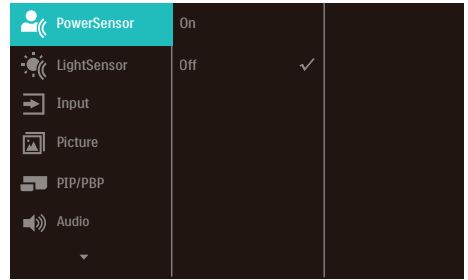 PowerSensor
On
LightSensor
Off
Input
Picture
PIP/PBP
Audio